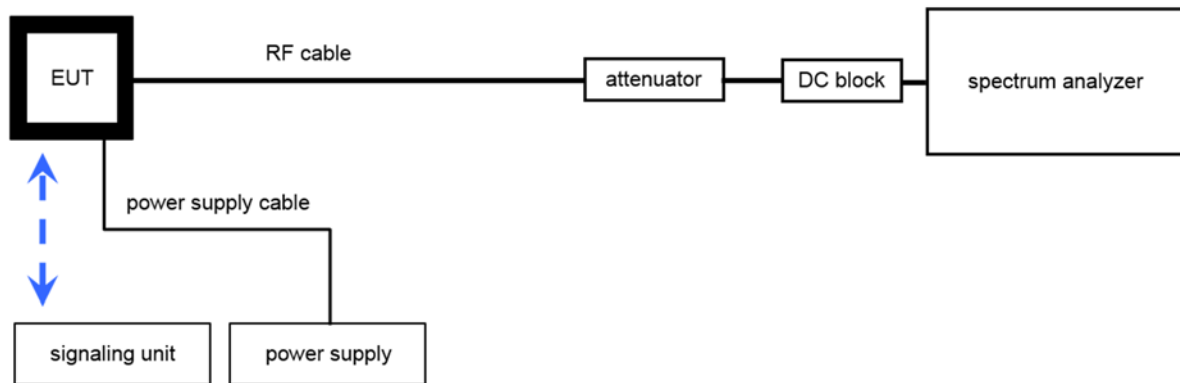 EUT
RF cable
attenuator
DC block
spectrum analyzer
power supply cable
signaling unit
power supply